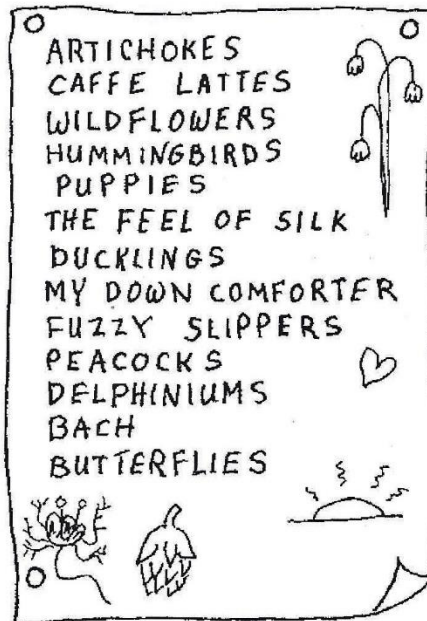 ARTICHOKES
CAFFE LATTES
WILDFLOWERS
HUMMINGBIRDS
PUPPIES
THE FEEL OF SILK
DUCKLINGS
MY DOWN COMFORTER
FUZZY SLIPPERS
PEACOCKS
DELPHINIUMS
BACH
BUTTERFLIES